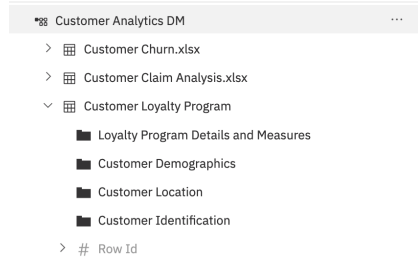 Customer Analytics DM
Customer Churn.xlsx
Customer Claim Analysis.xlsx
Customer Loyalty Program
Loyalty Program Details and Measures
Customer Demographics
Customer Location
Customer Identification
# Row Id